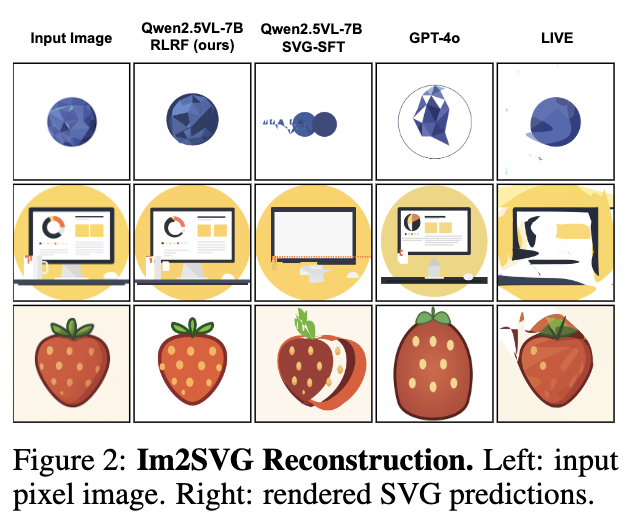 Input Image
Qwen2.5VL-7B
RLRF (ours)
Qwen2.5VL-7B
SVG-SFT
GPT-4o
LIVE
Figure 2: Im2SVG Reconstruction. Left: input
pixel image. Right: rendered SVG predictions.